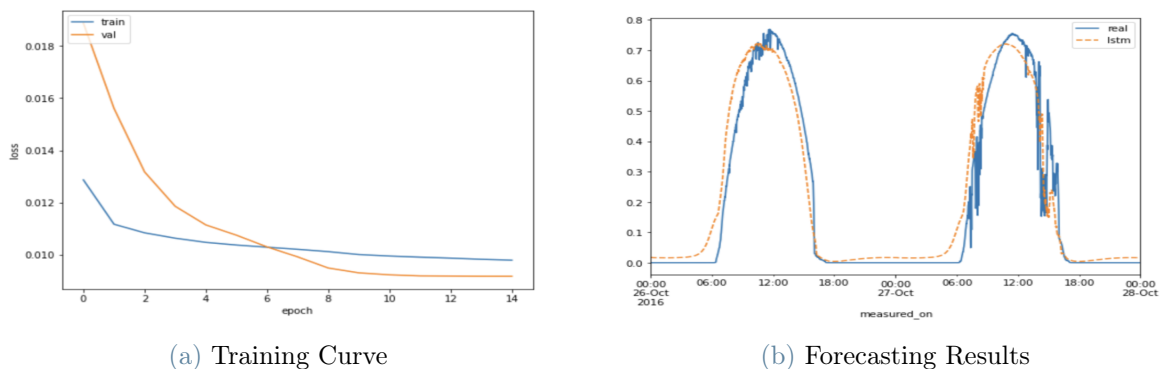 train
val
0.018
0.016
0.014
0.012
0.010
loss
0 2 4 6 8 10 12 14
epoch
(a) Training Curve
real
lstm
0.8
0.7
0.6
0.5
0.4
0.3
0.2
0.1
0.0
00:00 06:00 12:00 18:00 00:00 06:00 12:00 18:00 00:00
26-Oct 27-Oct 28-Oct
2016
measured_on
(b) Forecasting Results